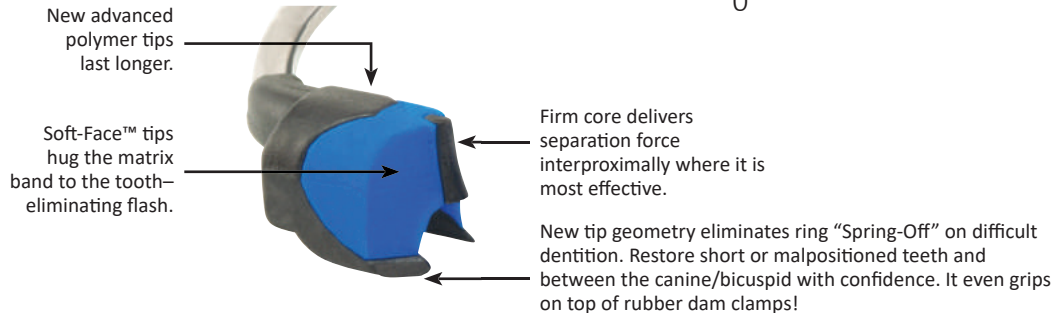 New advanced
polymer tips
last longer.
Soft-Face™ tips
hug the matrix
band to the tooth–
eliminating flash.
Firm core delivers
separation force
interproximally where it is
most effective.
New tip geometry eliminates ring “Spring-Off” on difficult
dentition. Restore short or malpositioned teeth and
between the canine/bicuspid with confidence. It even grips
on top of rubber dam clamps!